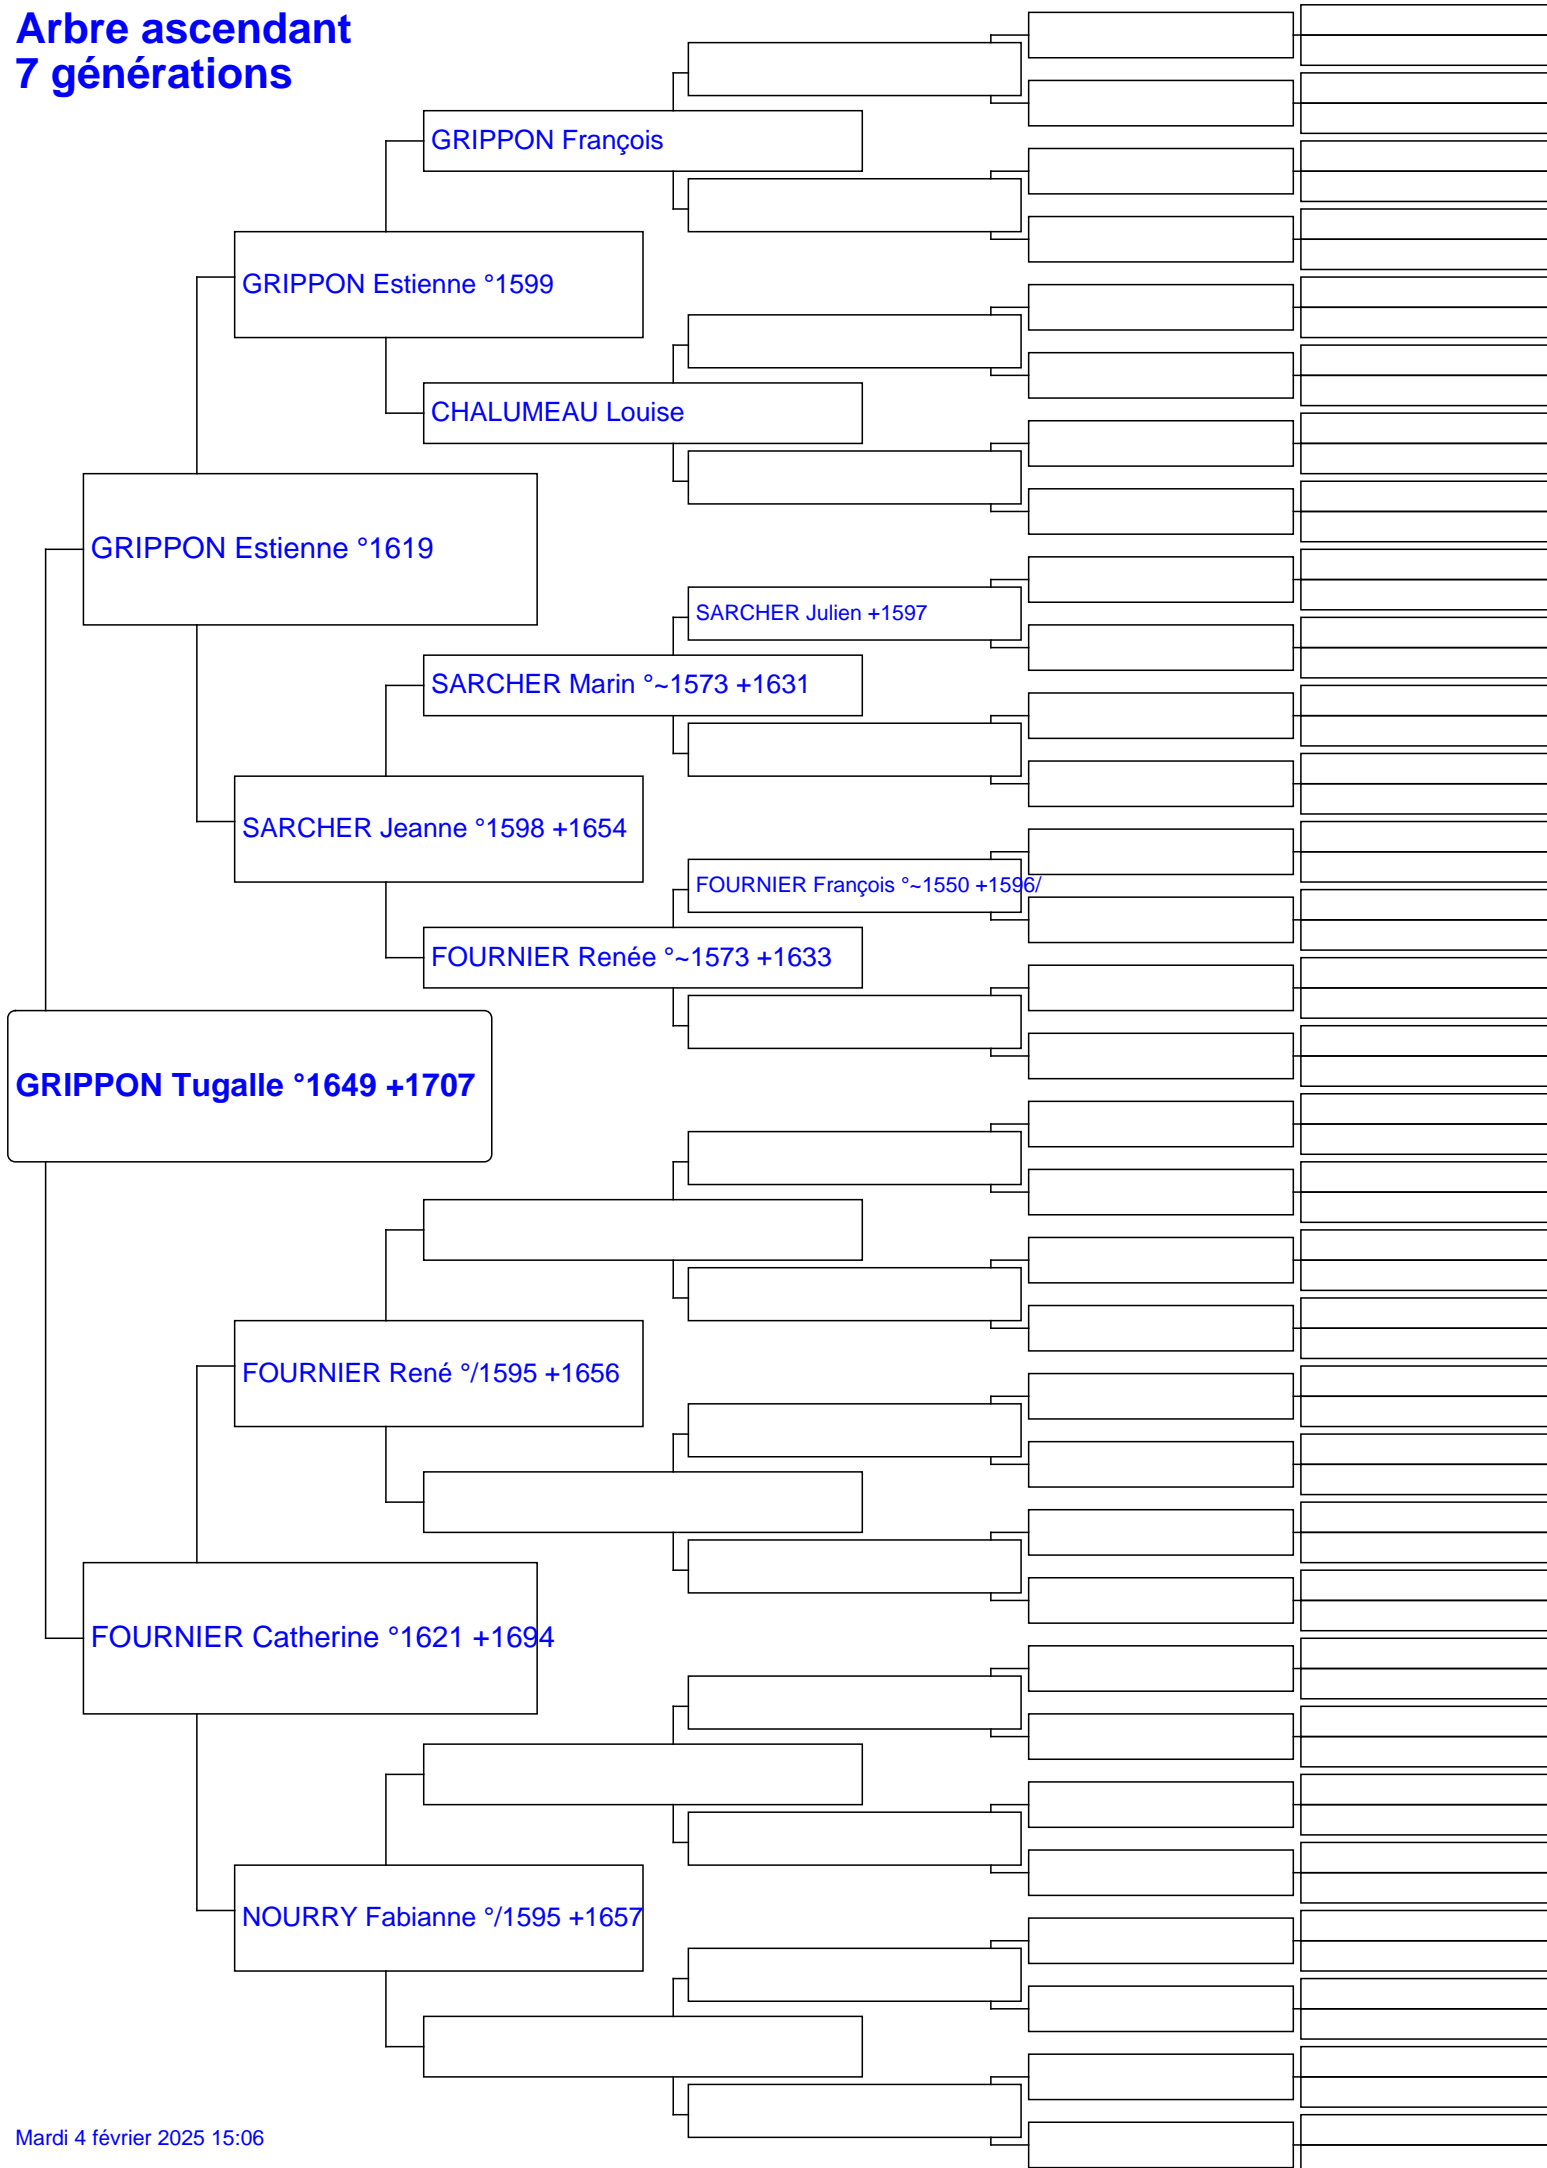 Arbre ascendant
7 générations
GRIPPON François
GRIPPON Estienne °1599
CHALUMEAU Louise
GRIPPON Estienne °1619
SARCHER Julien +1597
SARCHER Marin °~1573 +1631
SARCHER Jeanne °1598 +1654
FOURNIER François °~1550 +1596/
FOURNIER Renée °~1573 +1633
GRIPPON Tugalle °1649 +1707
FOURNIER René °/1595 +1656
FOURNIER Catherine °1621 +1694
NOURRY Fabianne °/1595 +1657
Mardi 4 février 2025 15:06